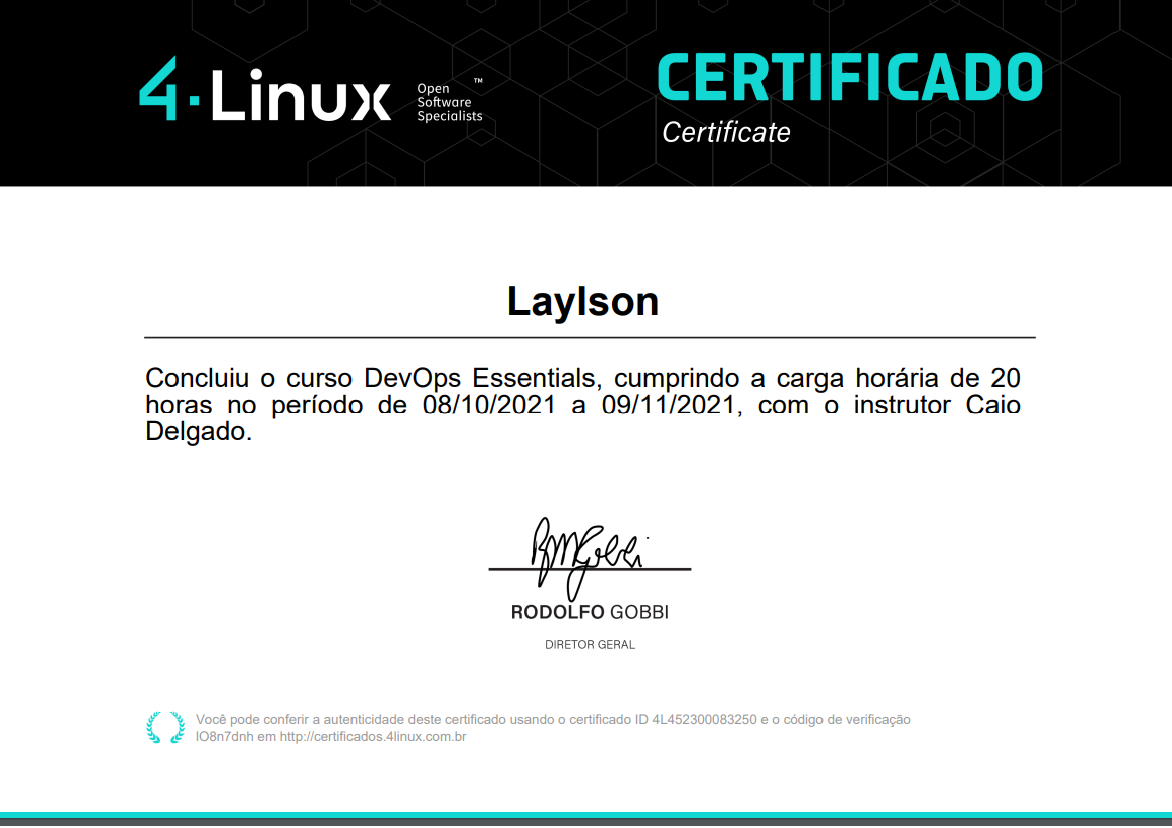 4.Linux
Open
Software
Specialists
™
CERTIFICADO
Certificate
Laylson
Concluiu o curso DevOps Essentials, cumprindo a carga horária de 20
horas no período de 08/10/2021 a 09/11/2021, com o instrutor Caio
Delgado.
RODOLFO GOBBI
DIRETOR GERAL
Você pode conferir a autenticidade deste certificado usando o certificado ID 4L452300083250 e o código de verificação
IO8n7dnh em http://certificados.4linux.com.br